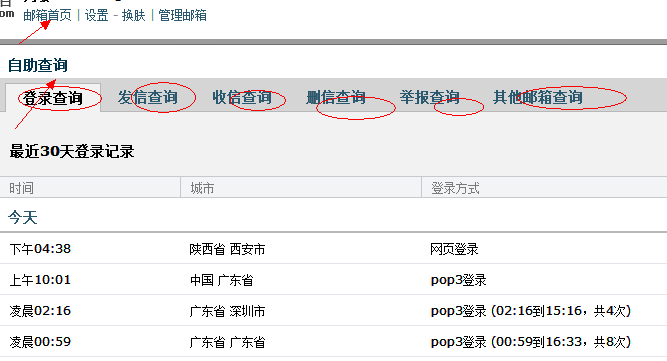 om 邮箱首页 | 设置 - 换肤 | 管理邮箱
自助查询
登录查询 发信查询 收信查询 删信查询 举报查询 其他邮箱查询
最近30天登录记录
时间 城市 登录方式
今天
下午04:38 陕西省 西安市 网页登录
上午10:01 中国 广东省 pop3登录
凌晨02:16 广东省 深圳市 pop3登录 (02:16到15:16，共4次)
凌晨00:59 广东省 广东省 pop3登录 (00:59到16:33，共8次)